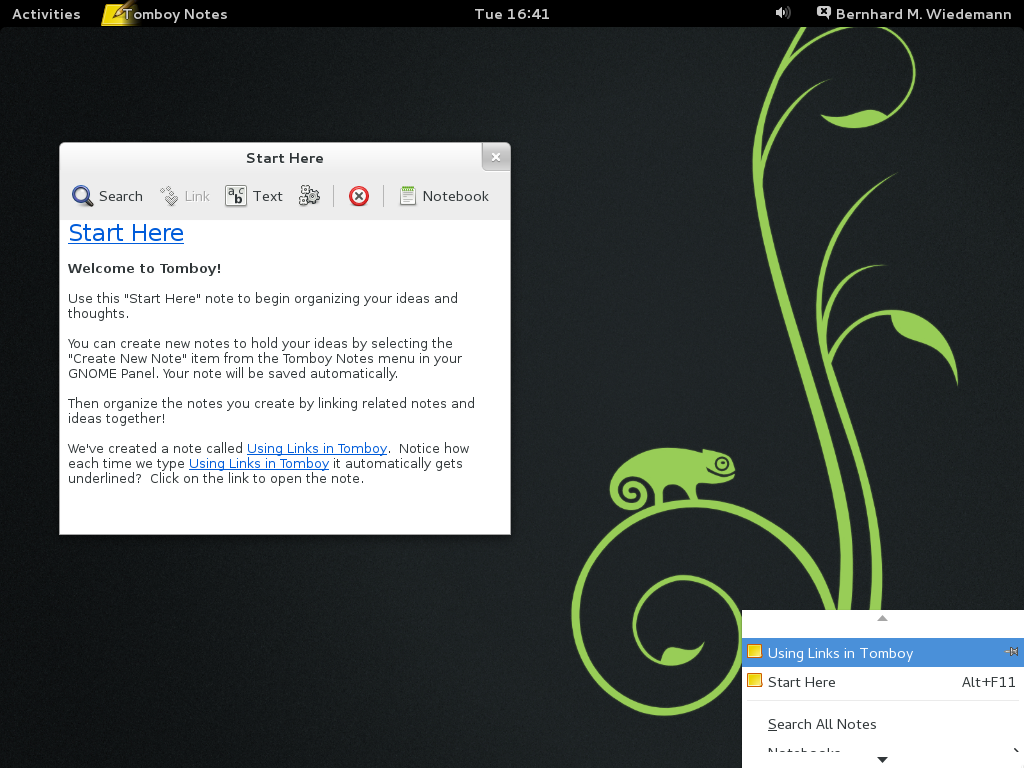 Activities Tomboy Notes Tue 16:41 Bernhard M. Wiedemann
Start Here
Search Link Text Notebook
Start Here
Welcome to Tomboy!
Use this "Start Here" note to begin organizing your ideas and
thoughts.
You can create new notes to hold your ideas by selecting the
"Create New Note" item from the Tomboy Notes menu in your
GNOME Panel. Your note will be saved automatically.
Then organize the notes you create by linking related notes and
ideas together!
We've created a note called Using Links in Tomboy.  Notice how
each time we type Using Links in Tomboy it automatically gets
underlined?  Click on the link to open the note.
Using Links in Tomboy
Start Here Alt+F11
Search All Notes
Notebooks